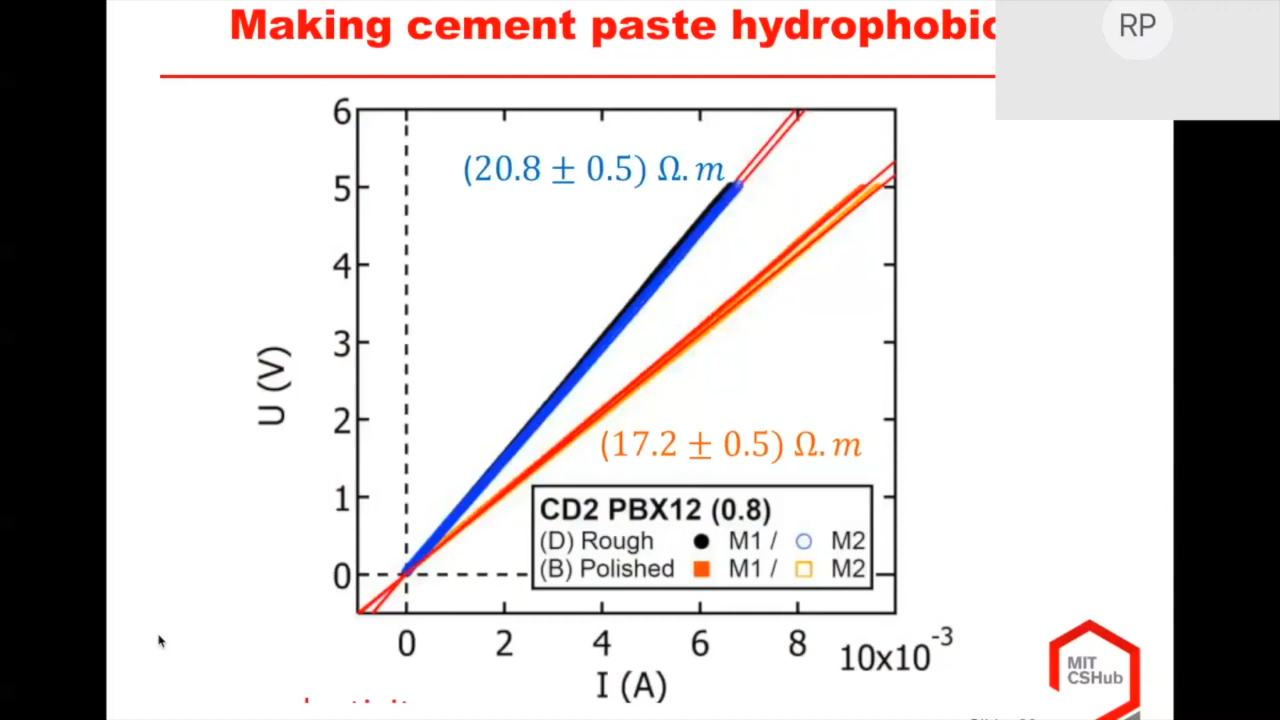 Making cement paste hydrophobic
RP
6
(20.8 ± 0.5) Ω.m
5
4
3
U (V)
2
(17.2 ± 0.5) Ω.m
1
CD2 PBX12 (0.8)
(D) Rough M1 / M2
(B) Polished M1 / M2
0
0 2 4 6 8 10x10⁻³
I (A)
MIT
CSHub